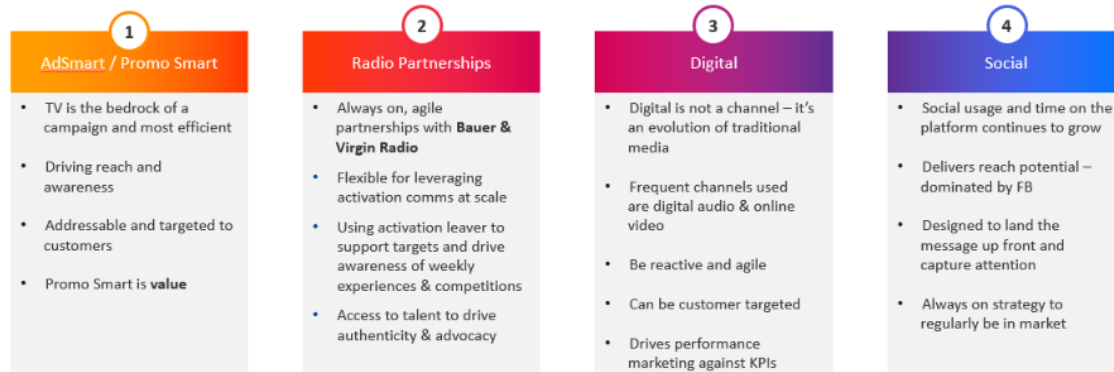 1
AdSmart / Promo Smart
• TV is the bedrock of a
campaign and most efficient
• Driving reach and
awareness
• Addressable and targeted to
customers
• Promo Smart is value
2
Radio Partnerships
• Always on, agile
partnerships with Bauer &
Virgin Radio
• Flexible for leveraging
activation comms at scale
• Using activation leaver to
support targets and drive
awareness of weekly
experiences & competitions
• Access to talent to drive
authenticity & advocacy
3
Digital
• Digital is not a channel – it's
an evolution of traditional
media
• Frequent channels used
are digital audio & online
video
• Be reactive and agile
• Can be customer targeted
• Drives performance
marketing against KPIs
4
Social
• Social usage and time on the
platform continues to grow
• Delivers reach potential –
dominated by FB
• Designed to land the
message up front and
capture attention
• Always on strategy to
regularly be in market